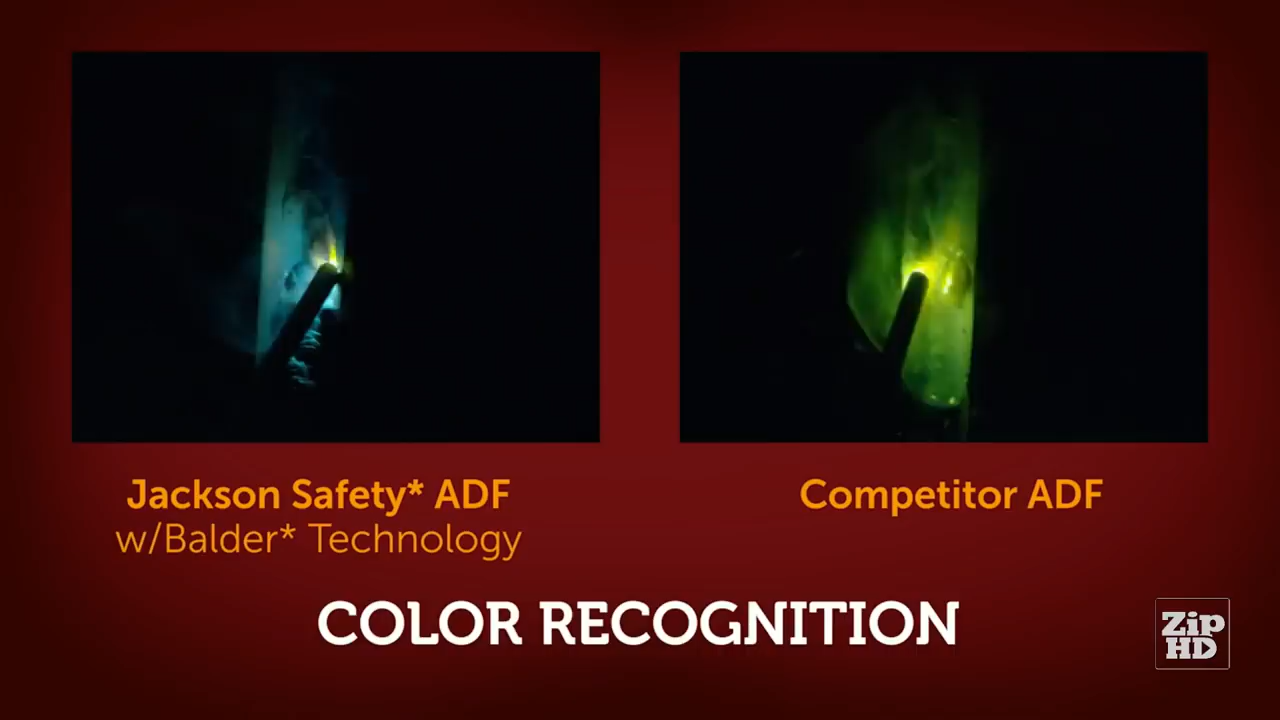 Jackson Safety* ADF
w/Balder* Technology
Competitor ADF
COLOR RECOGNITION
Zip
HD